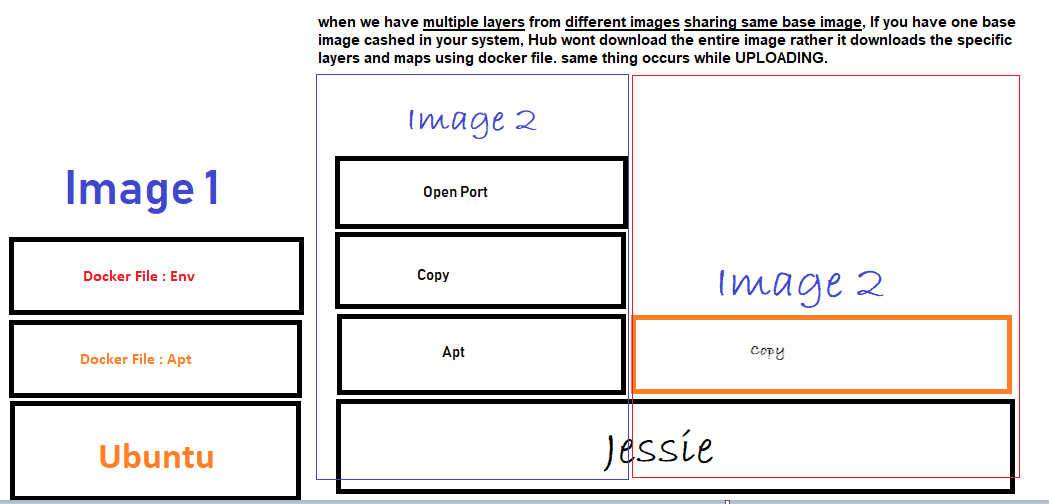 when we have multiple layers from different images sharing same base image, If you have one base
image cashed in your system, Hub wont download the entire image rather it downloads the specific
layers and maps using docker file. same thing occurs while UPLOADING.
Image 1
Docker File : Env
Docker File : Apt
Ubuntu
Image 2
Open Port
Copy
Apt
Image 2
Copy
Jessie